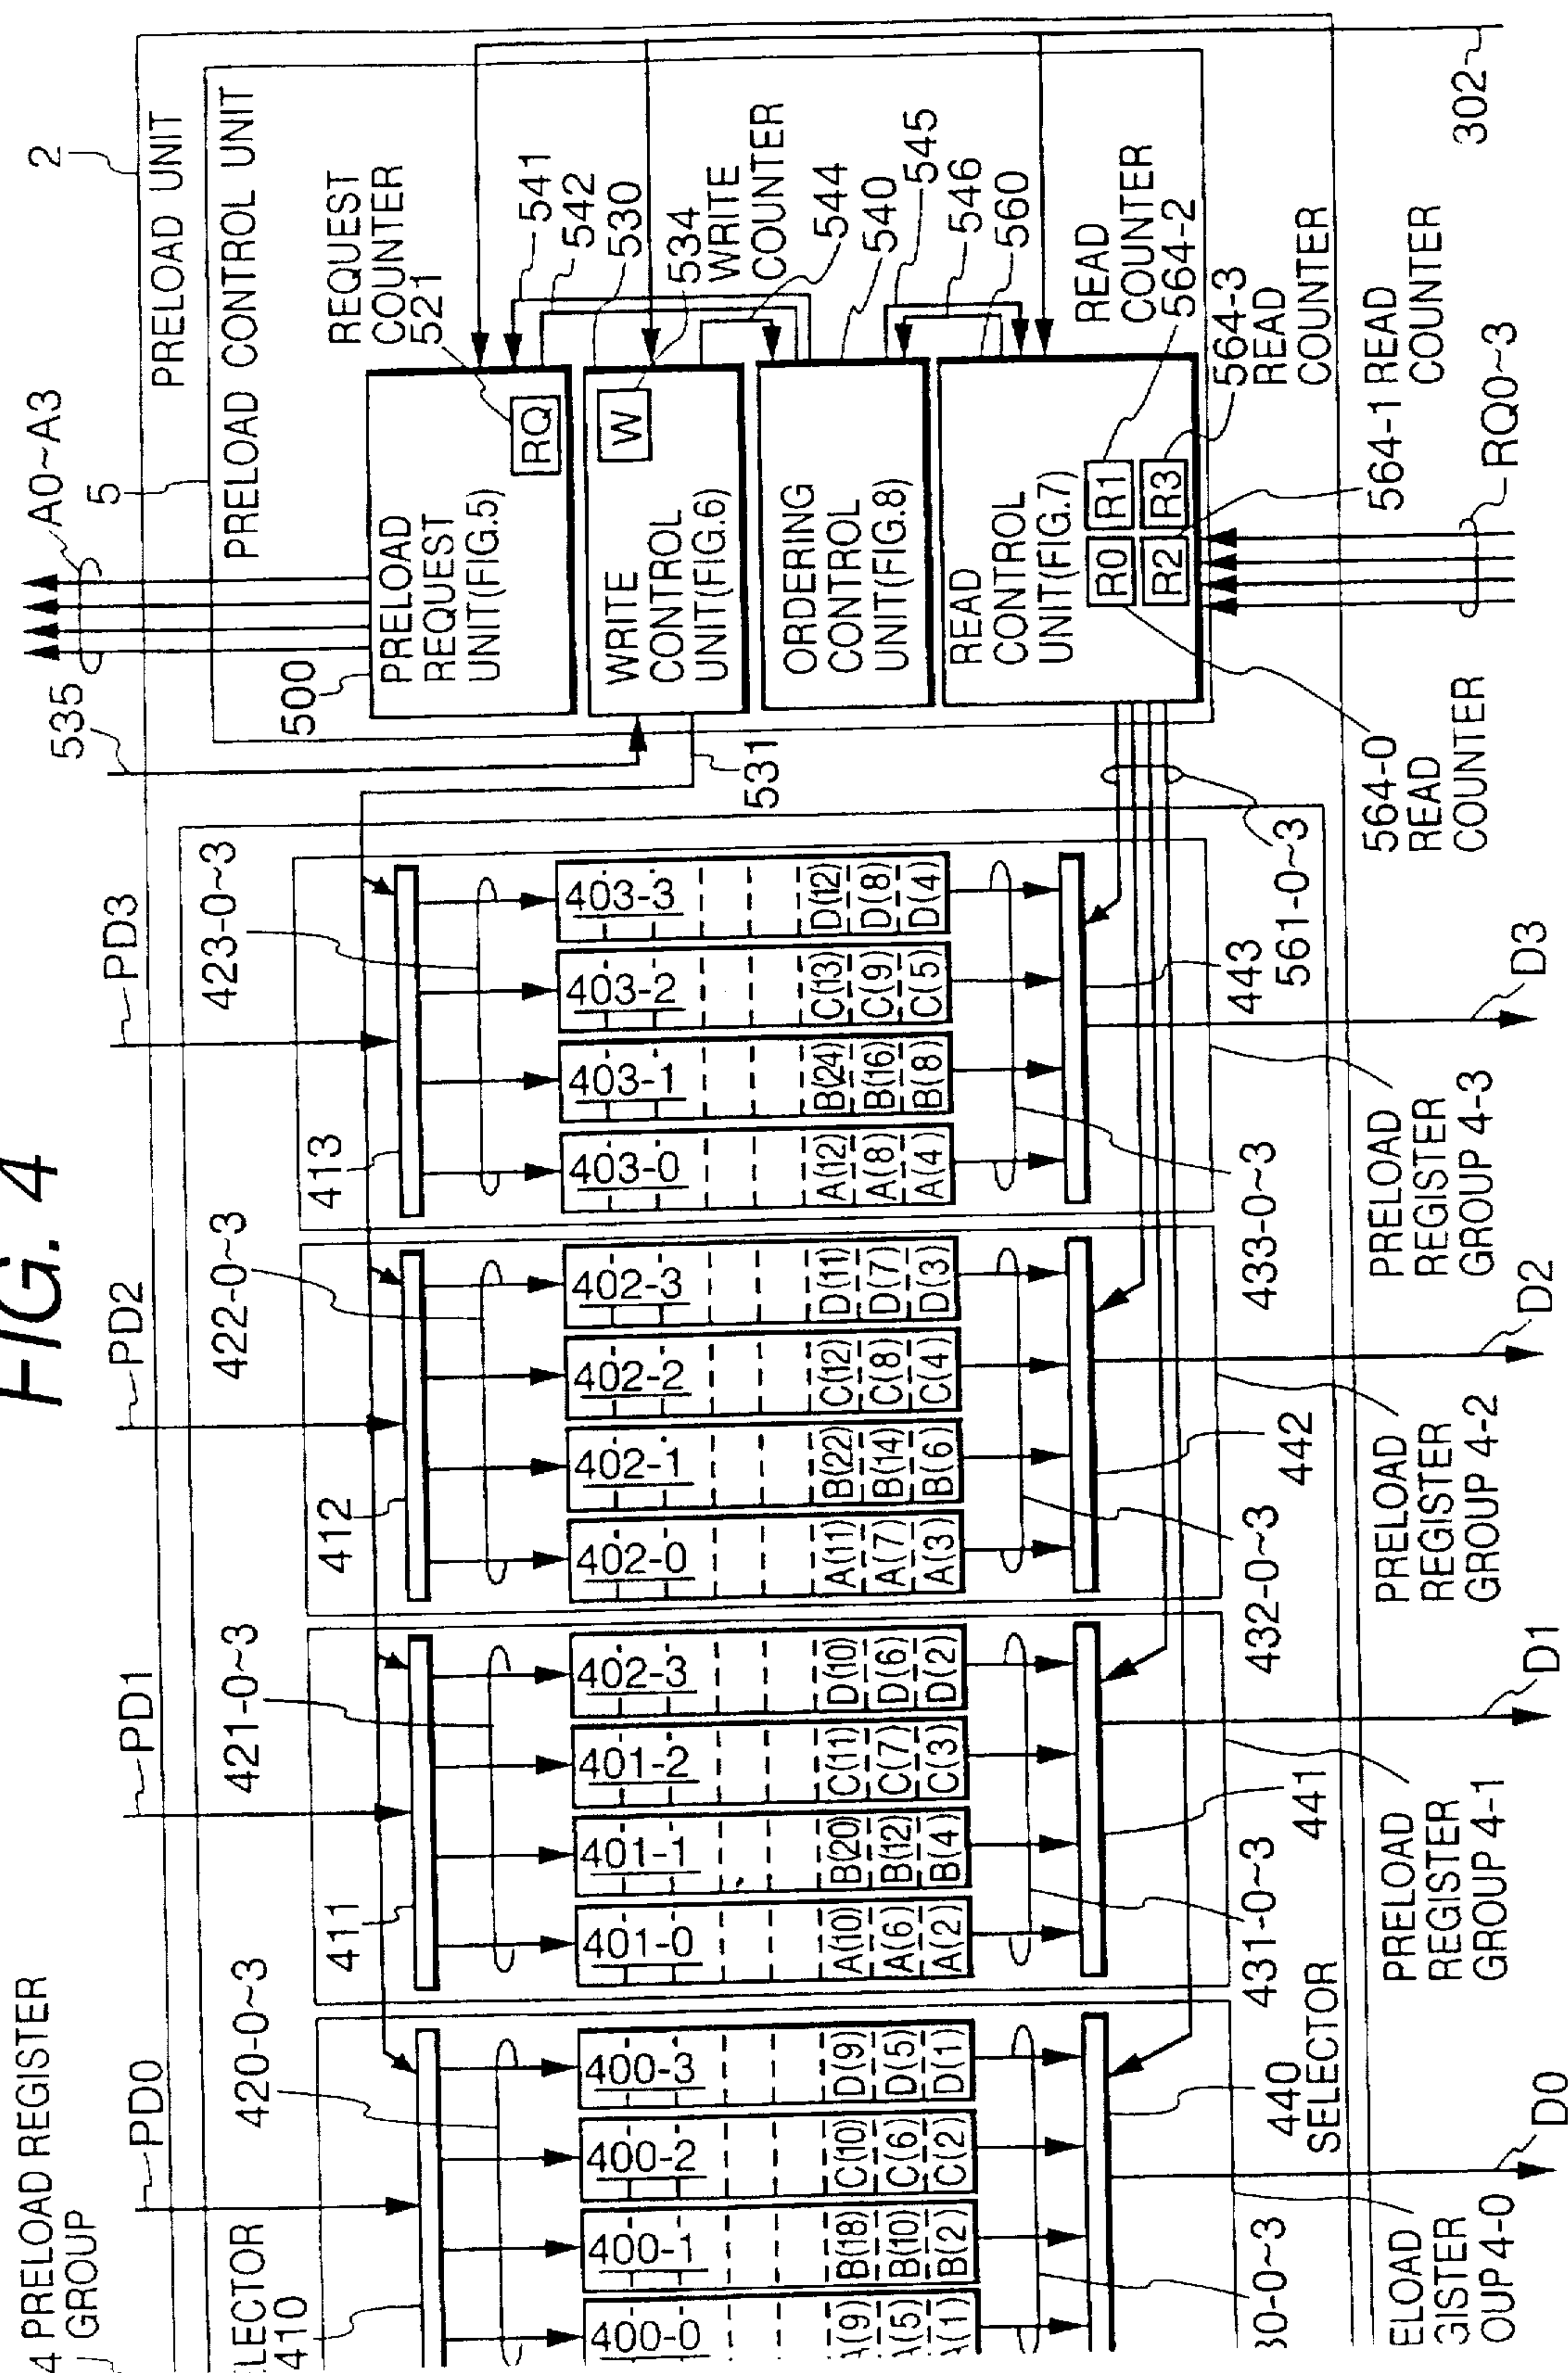 FIG. 4
4 PRELOAD REGISTER
GROUP
PD0
PD1
PD2
PD3
535
A0~A3
5
2
PRELOAD UNIT
PRELOAD CONTROL UNIT
410
420-0~3
411
421-0~3
412
422-0~3
413
423-0~3
500
PRELOAD
REQUEST
UNIT(FIG.5)
RQ
REQUEST
COUNTER
521
541
542
530
534
WRITE
COUNTER
WRITE
CONTROL
UNIT(FIG.6)
W
531
544
540
ORDERING
CONTROL
UNIT(FIG.8)
545
546
560
READ
CONTROL
UNIT(FIG.7)
R0
R1
R2
R3
READ
COUNTER
564-2
564-3
READ
COUNTER
564-1 READ
COUNTER
564-0
READ
COUNTER
RQ0~3
302
561-0~3
400-0
400-1
B(18)
B(10)
B(2)
400-2
C(10)
C(6)
C(2)
400-3
D(9)
D(5)
D(1)
401-0
A(10)
A(6)
A(2)
401-1
B(20)
B(12)
B(4)
401-2
C(11)
C(7)
C(3)
402-3
D(10)
D(6)
D(2)
402-0
A(11)
A(7)
A(3)
402-1
B(22)
B(14)
B(6)
402-2
C(12)
C(8)
C(4)
402-3
D(11)
D(7)
D(3)
403-0
A(12)
A(8)
A(4)
403-1
B(24)
B(16)
B(8)
403-2
C(13)
C(9)
C(5)
403-3
D(12)
D(8)
D(4)
440
SELECTOR
431-0~3
441
432-0~3
442
433-0~3
443
D0
D1
D2
D3
PRELOAD
REGISTER
GROUP 4-1
PRELOAD
REGISTER
GROUP 4-2
PRELOAD
REGISTER
GROUP 4-3